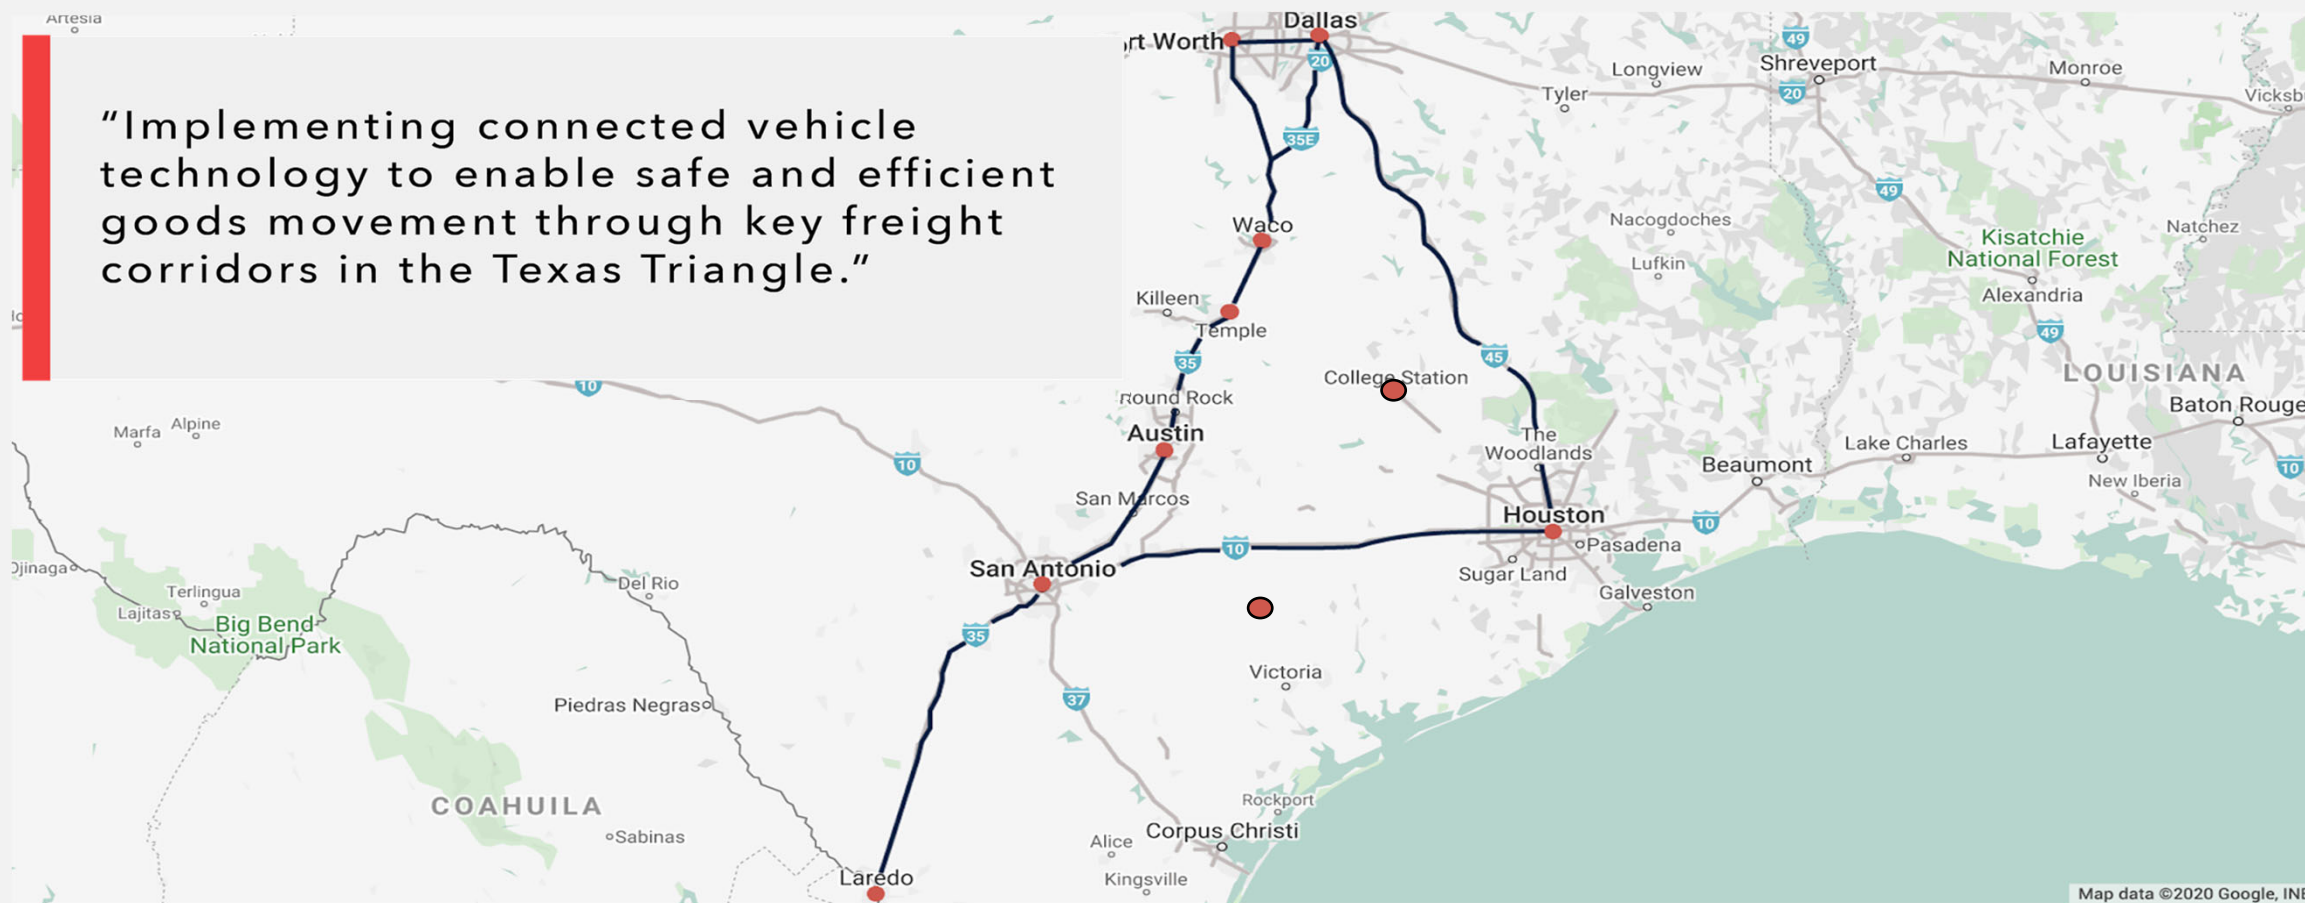 Artesia
Dallas
rt Worth
20
49
Shreveport
Longview
Monroe
Tyler
20
Vicksb
“Implementing connected vehicle
technology to enable safe and efficient
goods movement through key freight
corridors in the Texas Triangle.”
35E
49
Waco
Nacogdoches
Natchez
Kisatchie
National Forest
Lufkin
Killeen
Alexandria
Temple
49
35
45
College Station
LOUISIANA
10
Round Rock
Baton Rouge
Marfa
Alpine
Austin
The
Woodlands
Lake Charles
Lafayette
10
Beaumont
10
San Marcos
New Iberia
Houston
10
10
Pasadena
San Antonio
Ojinaga
Sugar Land
Del Rio
Terlingua
Galveston
Lajitas
Big Bend
National Park
35
Victoria
37
Piedras Negras
COAHUILA
Rockport
Sabinas
Corpus Christi
Alice
Laredo
Kingsville
Map data ©2020 Google, INE